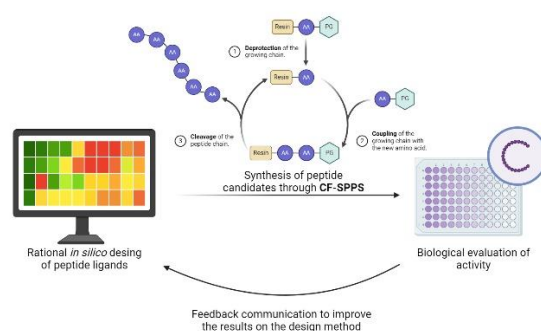 Resin AA PG
1 Deprotection of the
growing chain.
AA
AA
AA
AA
AA
AA
Resin AA
AA PG
3 Cleavage of the
peptide chain.
2 Coupling of the
growing chain with
the new amino acid.
Resin AA AA PG
Synthesis of peptide
candidates through CF-SPPS
Rational in silico desing
of peptide ligands
Biological evaluation of
activity
Feedback communication to improve
the results on the design method